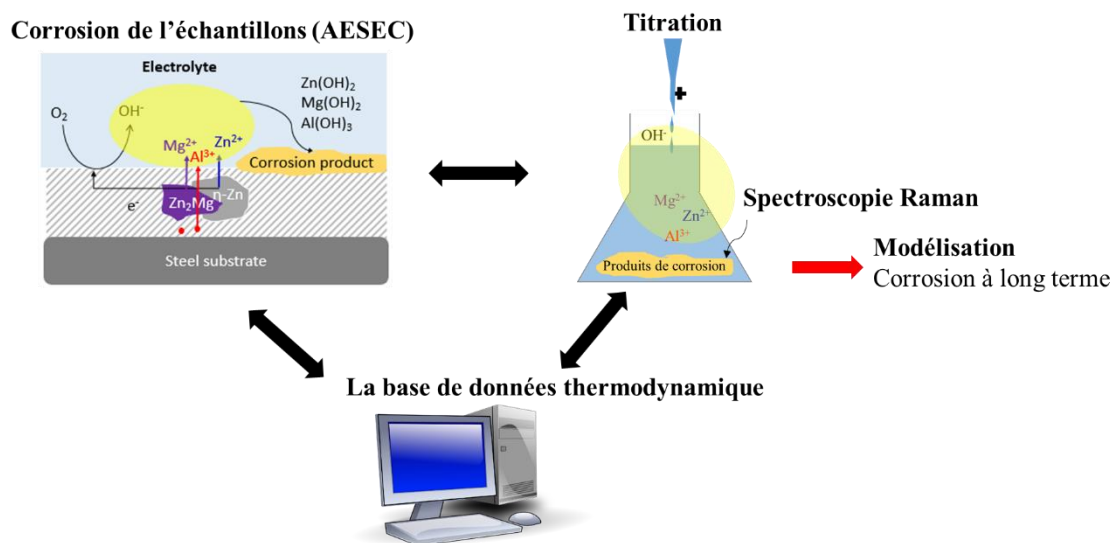 Corrosion de l'échantillons (AESEC)
Electrolyte
O₂
OH⁻
Zn(OH)₂
Mg(OH)₂
Al(OH)₃
Mg²⁺
Al³⁺
Zn²⁺
Corrosion product
e⁻
Zn₂Mg
η-Zn
Steel substrate
Titration
+
OH⁻
Mg²⁺
Zn²⁺
Al³⁺
Produits de corrosion
Spectroscopie Raman
Modélisation
Corrosion à long terme
La base de données thermodynamique